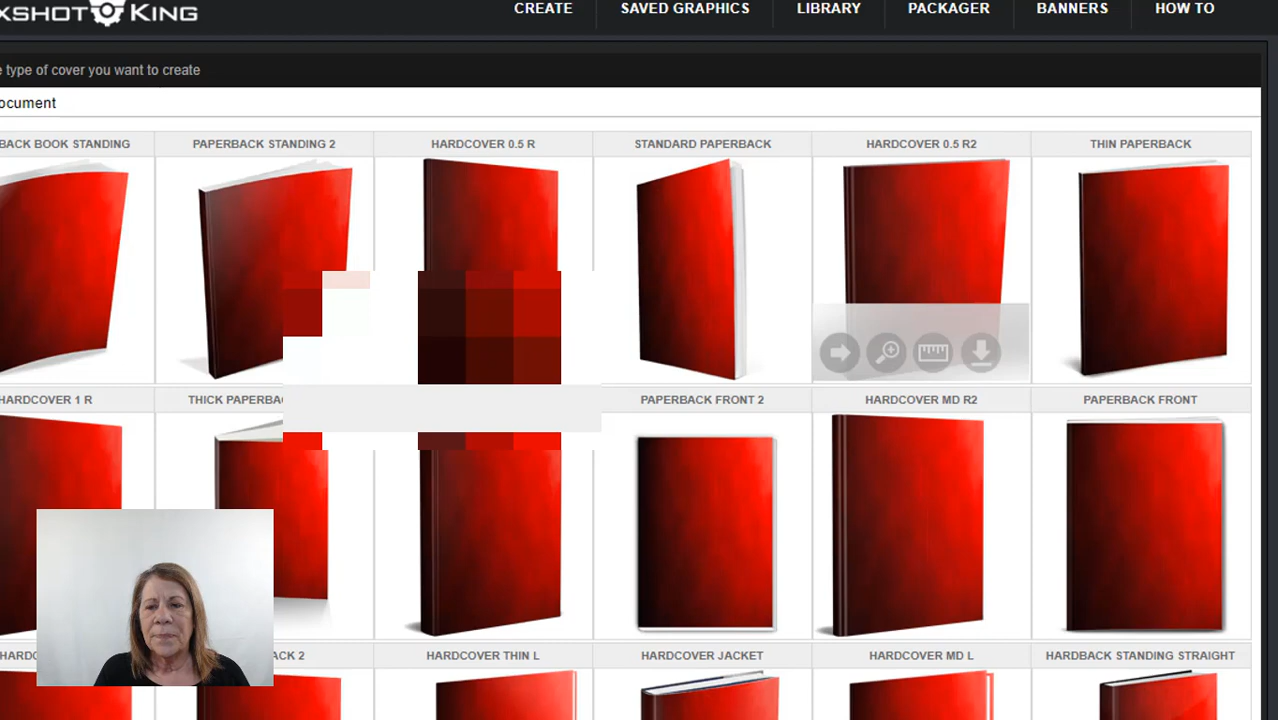 XSHOT KING
CREATE
SAVED GRAPHICS
LIBRARY
PACKAGER
BANNERS
HOW TO
type of cover you want to create
ocument
BACK BOOK STANDING
PAPERBACK STANDING 2
HARDCOVER 0.5 R
STANDARD PAPERBACK
HARDCOVER 0.5 R2
THIN PAPERBACK
HARDCOVER 1 R
THICK PAPERBA
PAPERBACK FRONT 2
HARDCOVER MD R2
PAPERBACK FRONT
HARDC
ACK 2
HARDCOVER THIN L
HARDCOVER JACKET
HARDCOVER MD L
HARDBACK STANDING STRAIGHT